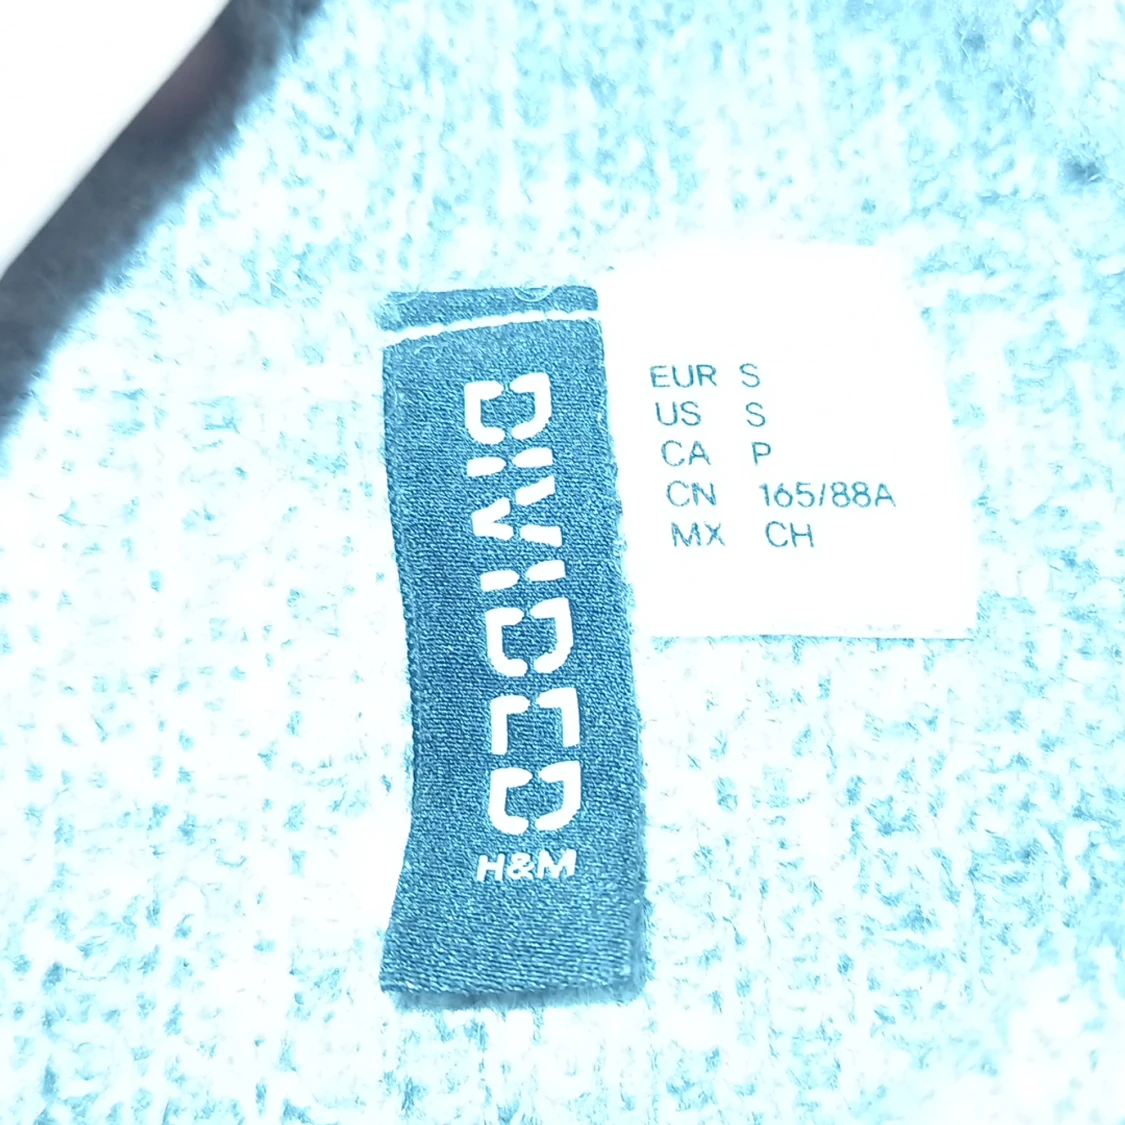 DIVIDED
H&M
EUR S
US S
CA P
CN 165/88A
MX CH